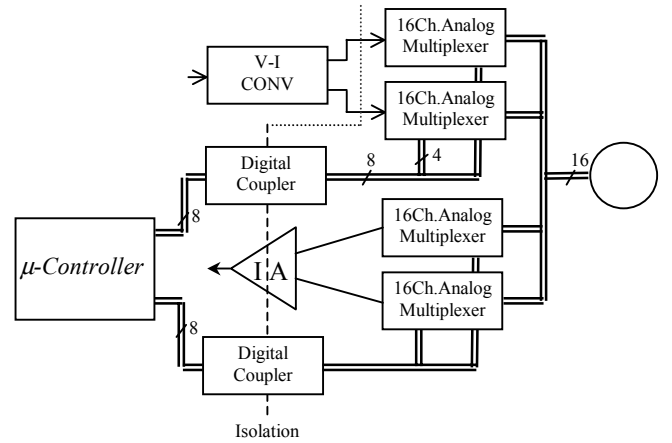 16Ch.Analog
Multiplexer
V-I
CONV
16Ch.Analog
Multiplexer
Digital
Coupler
8
4
16
8
16Ch.Analog
Multiplexer
μ-Controller
I A
16Ch.Analog
Multiplexer
8
Digital
Coupler
Isolation